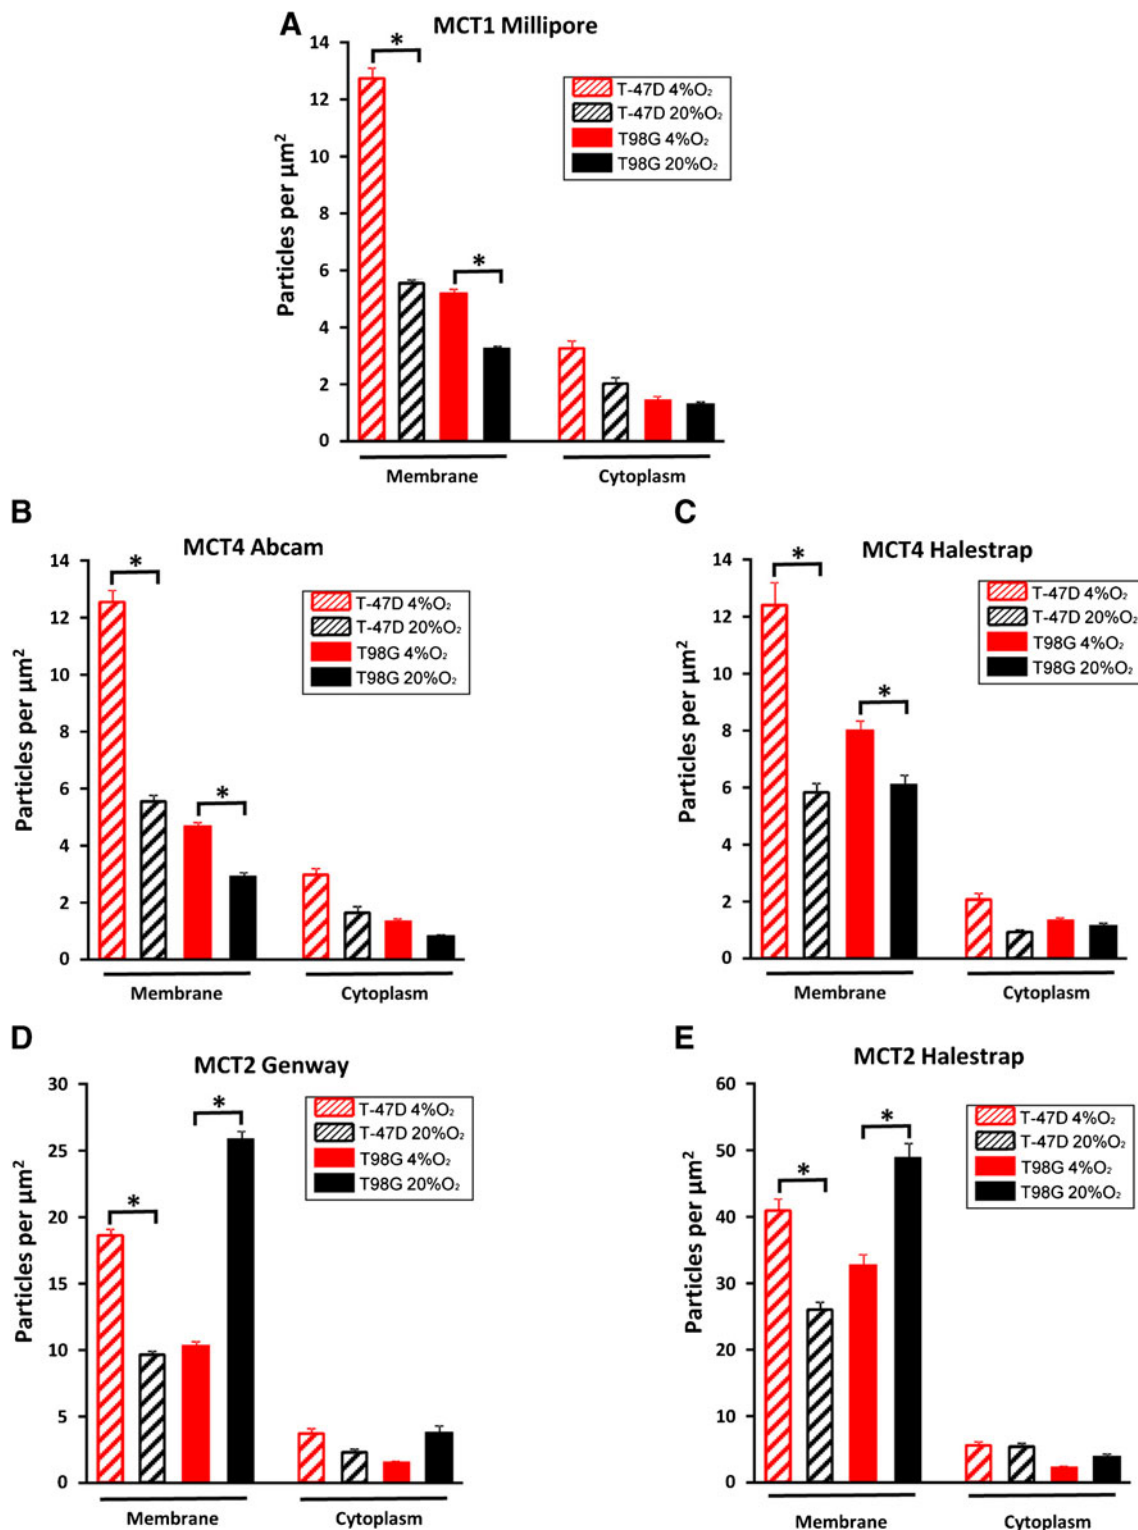 A
MCT1 Millipore
Particles per µm²
14
12
10
8
6
4
2
0
*
*
T-47D 4%O₂
T-47D 20%O₂
T98G 4%O₂
T98G 20%O₂
Membrane
Cytoplasm
B
MCT4 Abcam
Particles per µm²
14
12
10
8
6
4
2
0
*
*
T-47D 4%O₂
T-47D 20%O₂
T98G 4%O₂
T98G 20%O₂
Membrane
Cytoplasm
C
MCT4 Halestrap
Particles per µm²
14
12
10
8
6
4
2
0
*
*
T-47D 4%O₂
T-47D 20%O₂
T98G 4%O₂
T98G 20%O₂
Membrane
Cytoplasm
D
MCT2 Genway
Particles per µm²
30
25
20
15
10
5
0
*
*
T-47D 4%O₂
T-47D 20%O₂
T98G 4%O₂
T98G 20%O₂
Membrane
Cytoplasm
E
MCT2 Halestrap
Particles per µm²
60
50
40
30
20
10
0
*
*
T-47D 4%O₂
T-47D 20%O₂
T98G 4%O₂
T98G 20%O₂
Membrane
Cytoplasm